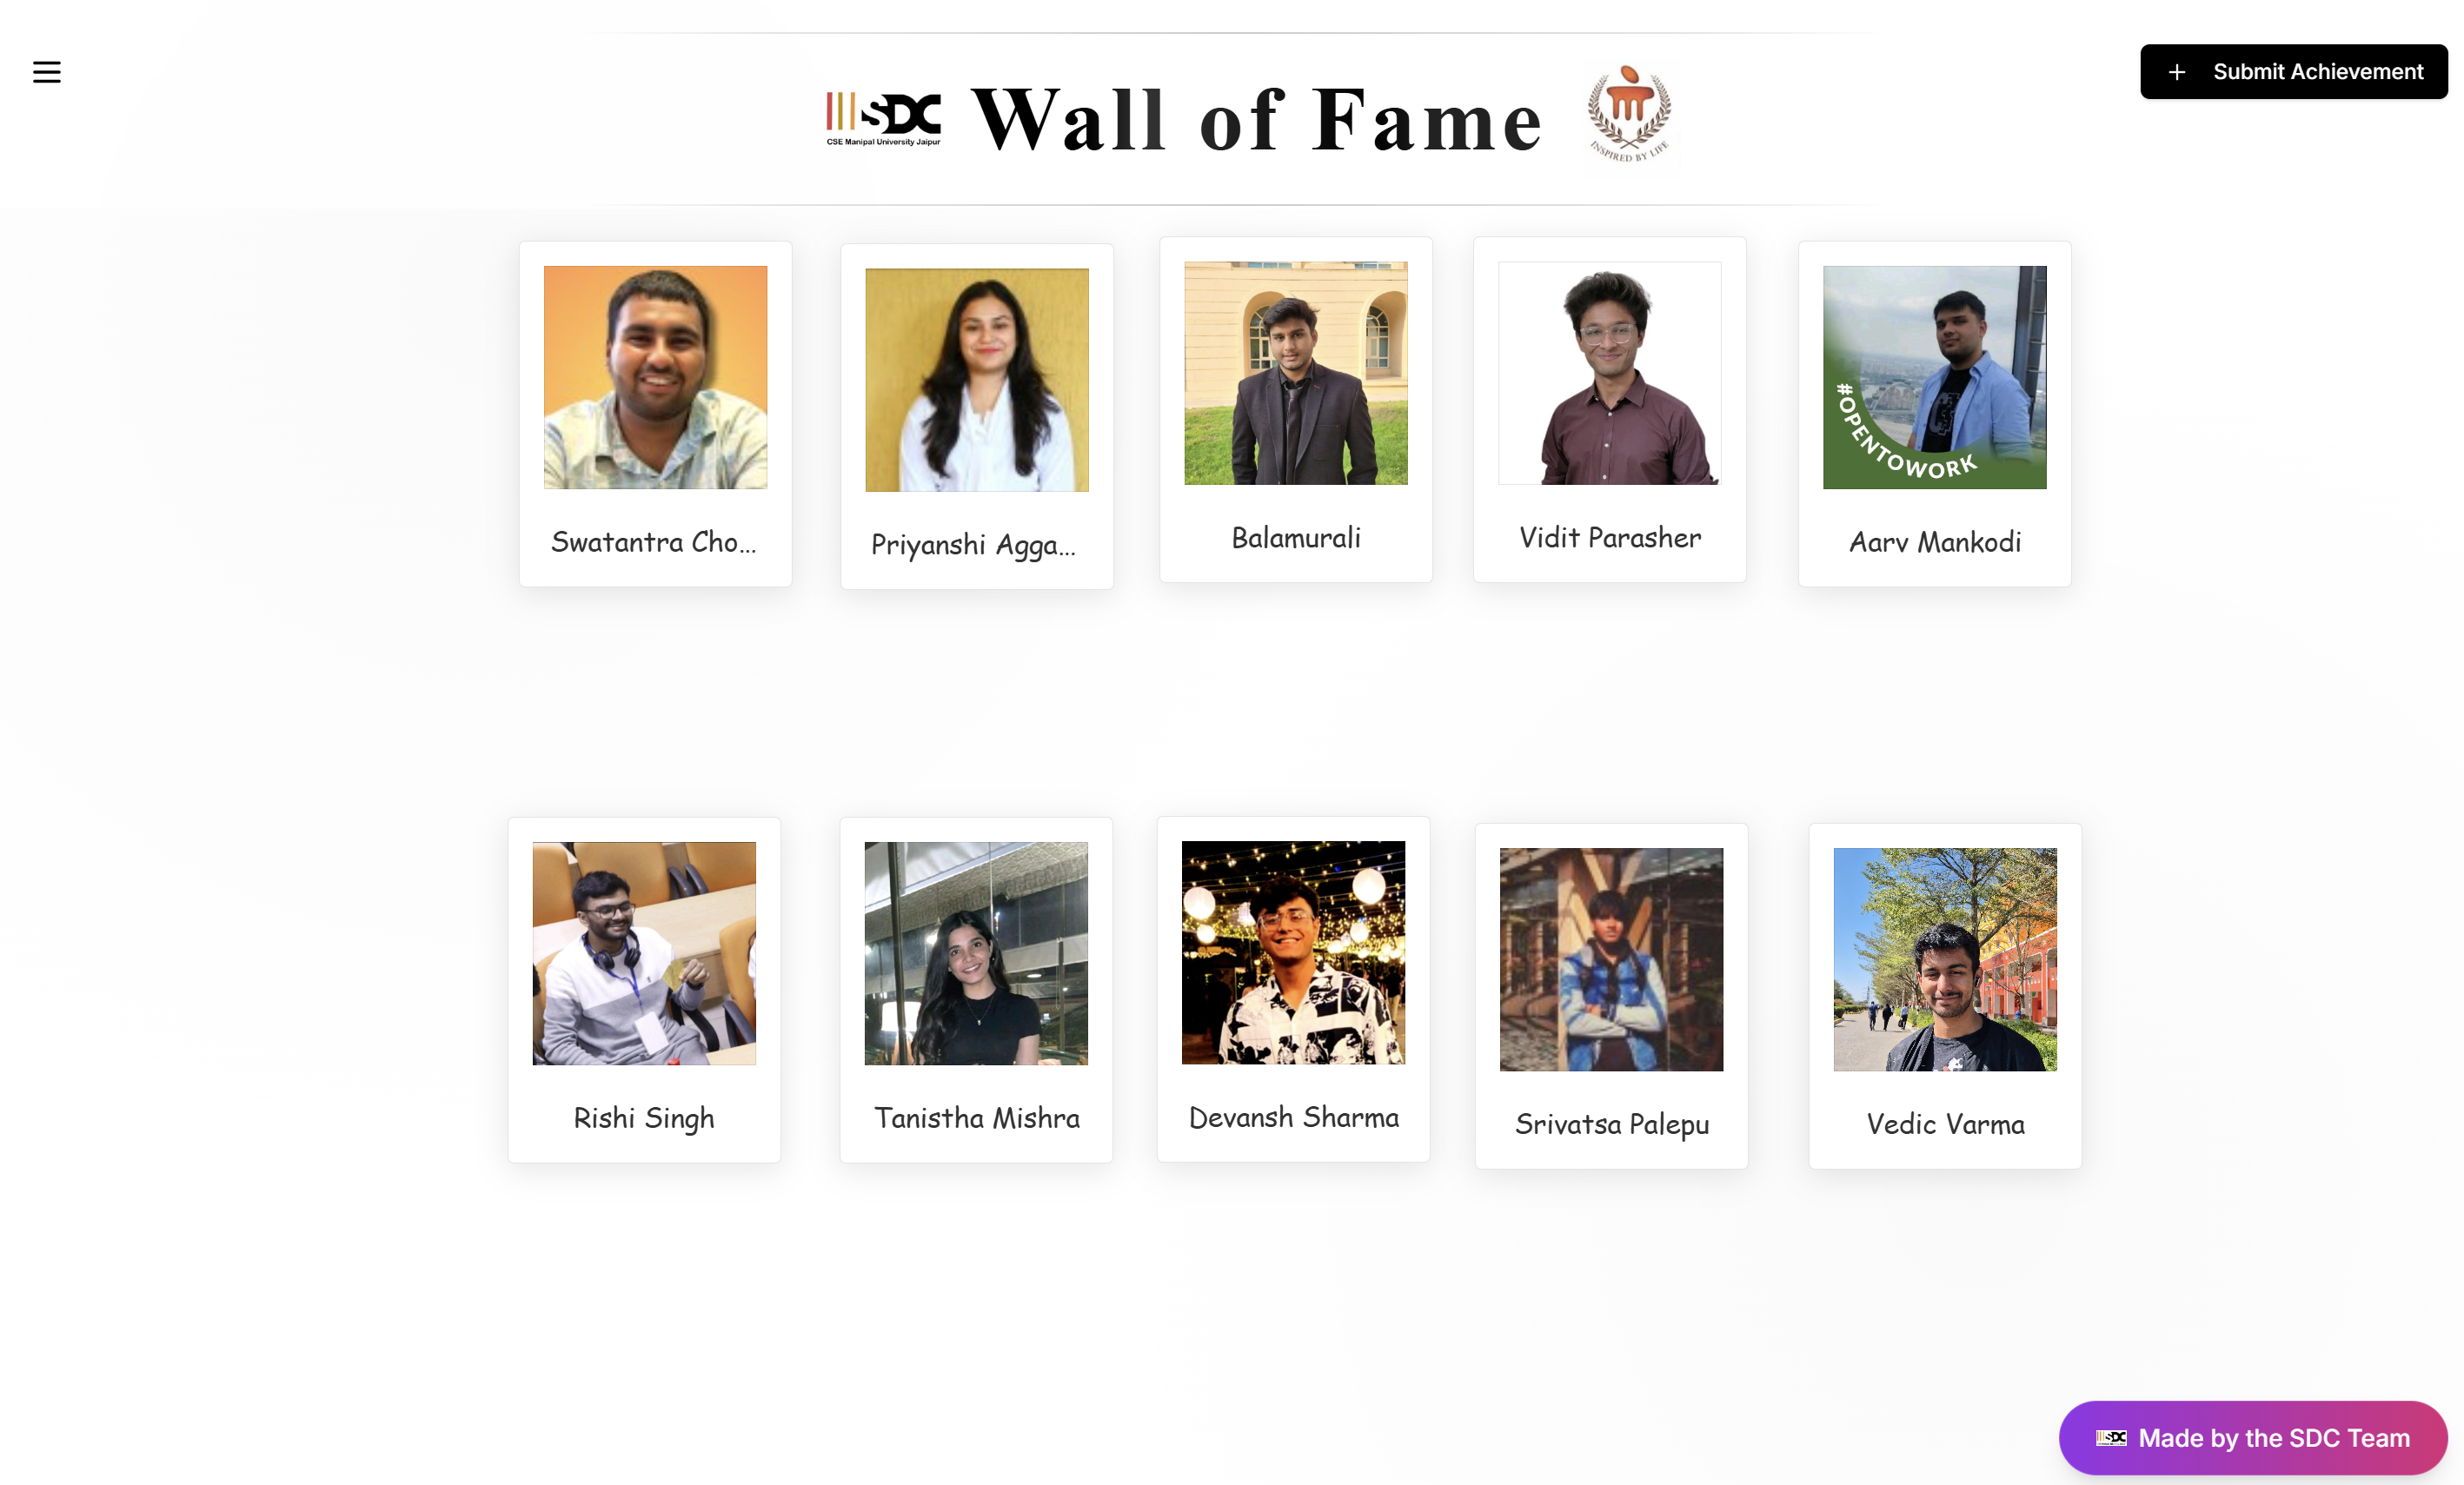 Submit Achievement
SDC
CSE Manipal University Jaipur
Wall of Fame
INSPIRED BY LIFE
#OPENTOWORK
Swatantra Cho...
Priyanshi Agga...
Balamurali
Vidit Parasher
Aarv Mankodi
Rishi Singh
Tanistha Mishra
Devansh Sharma
Srivatsa Palepu
Vedic Varma
SDC Made by the SDC Team